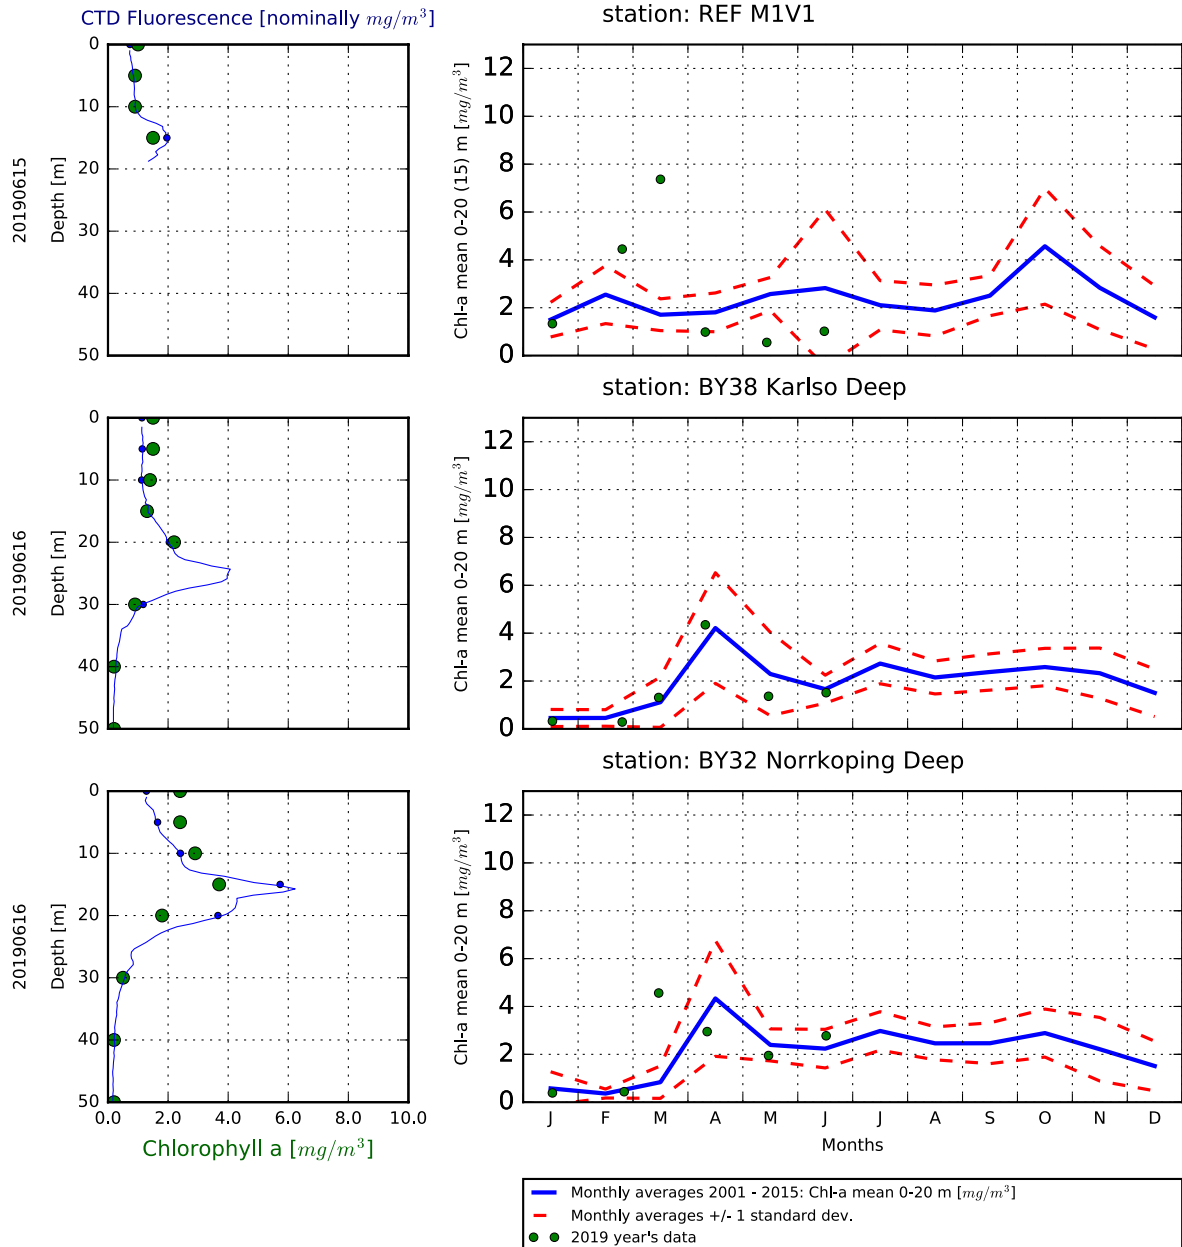 CTD Fluorescence [nominally mg/m³]
station: REF M1V1
20190615
Depth [m]
0
10
20
30
40
50
Chl-a mean 0-20 (15) m [mg/m³]
12
10
8
6
4
2
0
station: BY38 Karlso Deep
20190616
Depth [m]
0
10
20
30
40
50
Chl-a mean 0-20 m [mg/m³]
12
10
8
6
4
2
0
station: BY32 Norrkoping Deep
20190616
Depth [m]
0
10
20
30
40
50
0.0 2.0 4.0 6.0 8.0 10.0
Chlorophyll a [mg/m³]
Chl-a mean 0-20 m [mg/m³]
12
10
8
6
4
2
0
J F M A M J J A S O N D
Months
Monthly averages 2001 - 2015: Chl-a mean 0-20 m [mg/m³]
Monthly averages +/- 1 standard dev.
2019 year's data